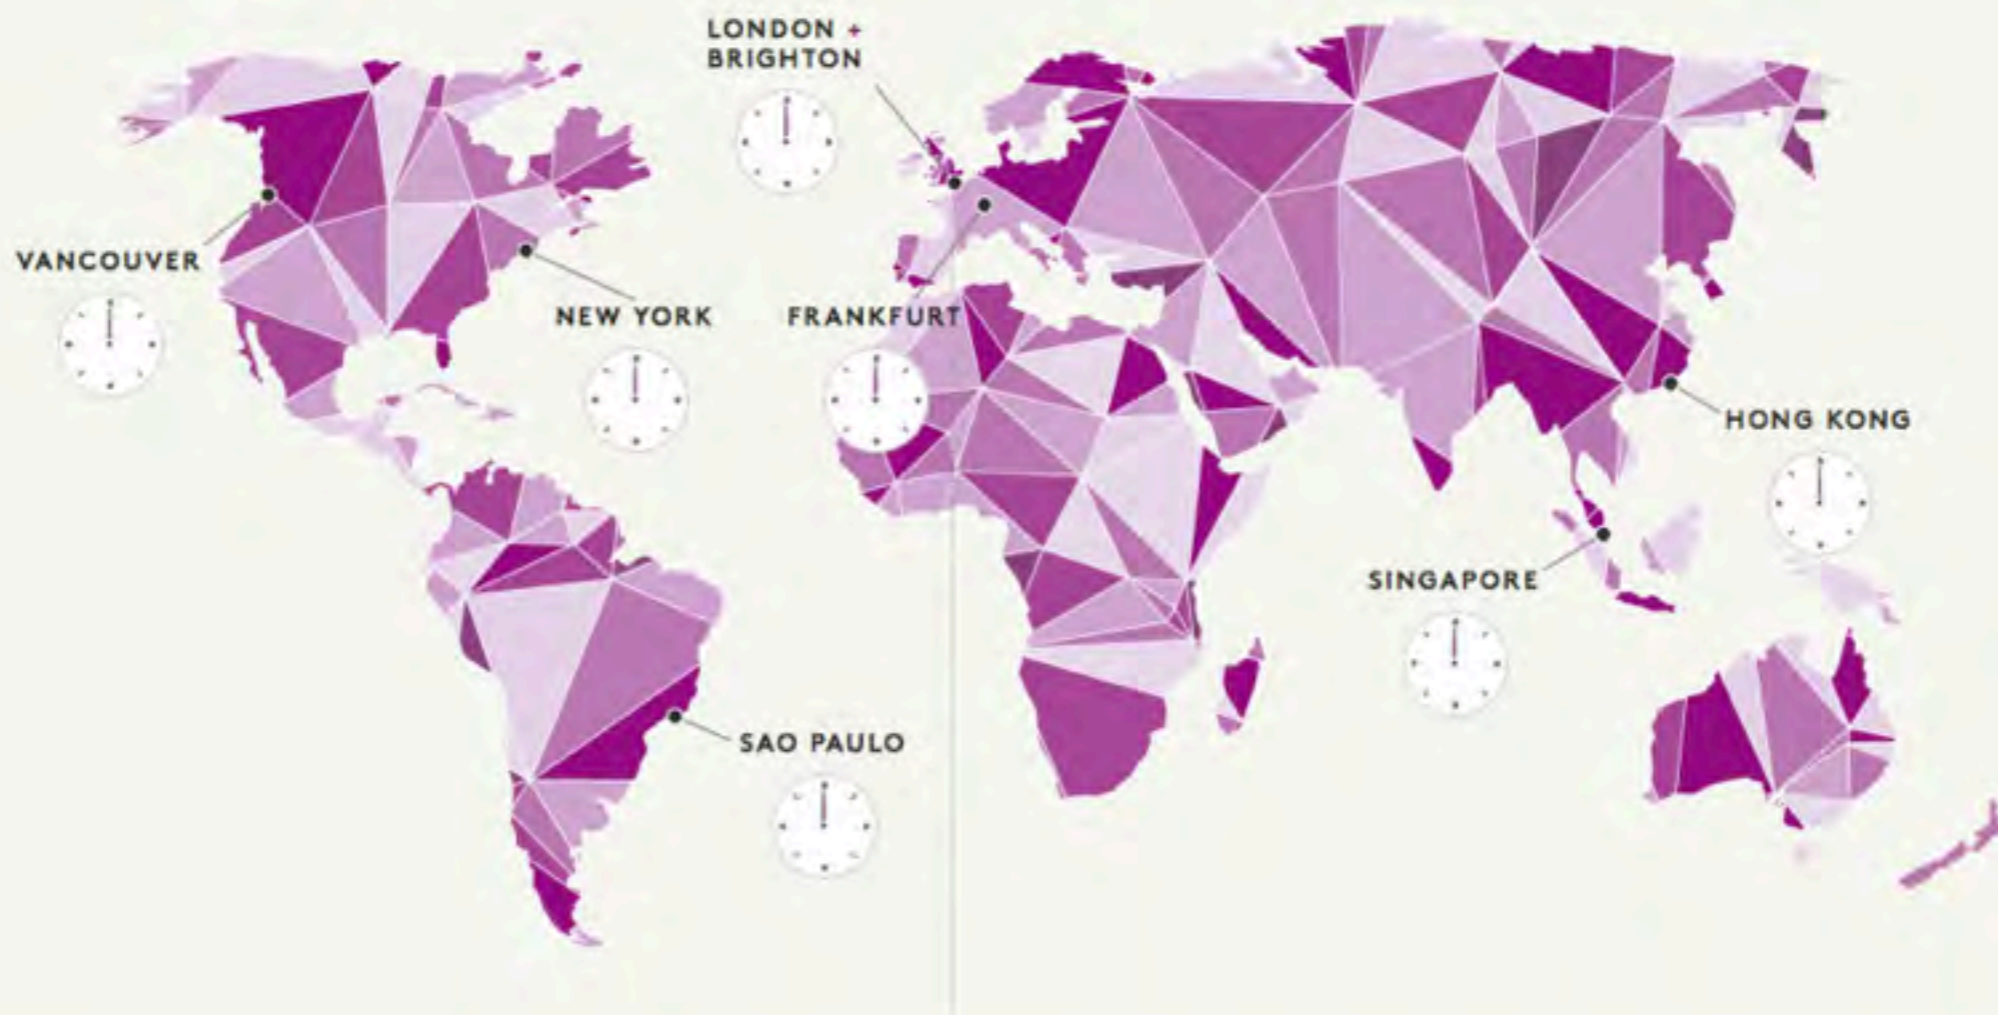 LONDON +
BRIGHTON
VANCOUVER
NEW YORK
FRANKFURT
HONG KONG
SINGAPORE
SAO PAULO